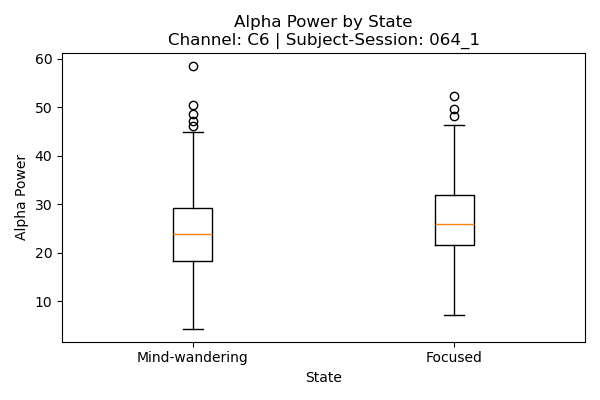 Alpha Power by State
Channel: C6 | Subject-Session: 064_1
60
50
40
30
20
10
Alpha Power
Mind-wandering
Focused
State